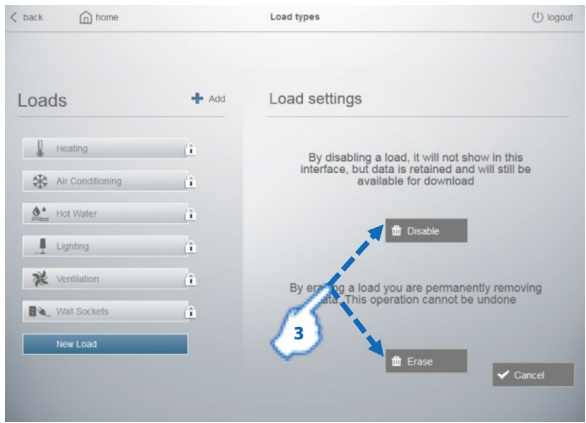 back
home
Load types
logout
Loads
Add
Heating
Air Conditioning
Hot Water
Lighting
Ventilation
Wall Sockets
New Load
Load settings
By disabling a load, it will not show in this
interface, but data is retained and will still be
available for download
Disable
By erasing a load you are permanently removing
data. This operation cannot be undone
3
Erase
Cancel